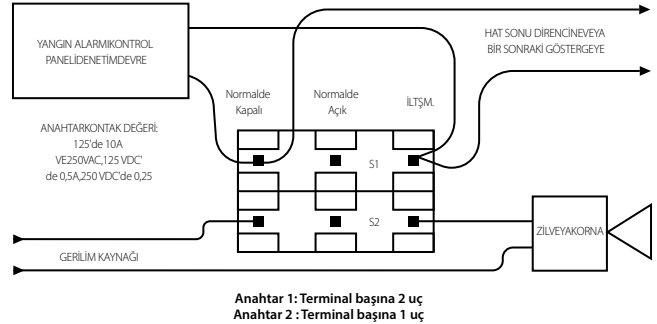 YANGIN ALARMIKONTROL
PANELİDENETİMDEVRE
HAT SONU DİRENCİNEVEYA
BİR SONRAKİ GÖSTERGEYE
Normalde
Kapalı
Normalde
Açık
İLTŞM.
ANAHTARKONTAK DEĞERİ:
125'de 10A
VE250VAC,125 VDC'
de 0,5A,250 VDC'de 0,25
S1
S2
ZİLVEYAKORNA
GERİLİM KAYNAĞI
Anahtar 1: Terminal başına 2 uç
Anahtar 2 : Terminal başına 1 uç